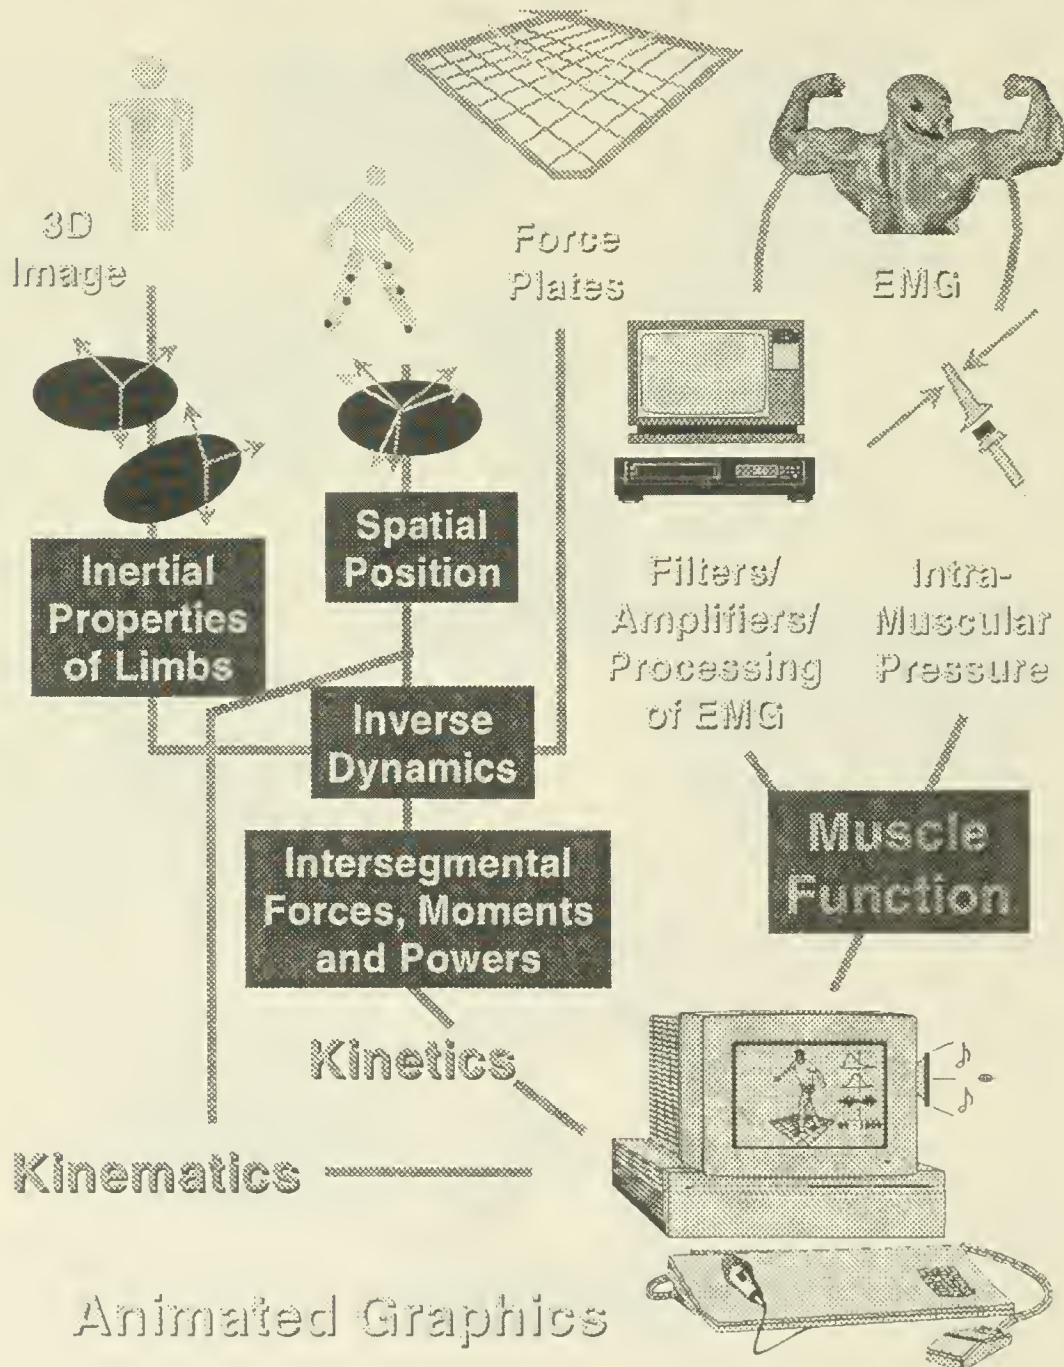 3D
Image
Force
Plates
EMG
Spatial
Position
Inertial
Properties
of Limbs
Filters/
Amplifiers/
Processing
of EMG
Intra-
Muscular
Pressure
Inverse
Dynamics
Muscle
Function
Intersegmental
Forces, Moments
and Powers
Kinetics
Kinematics
Animated Graphics